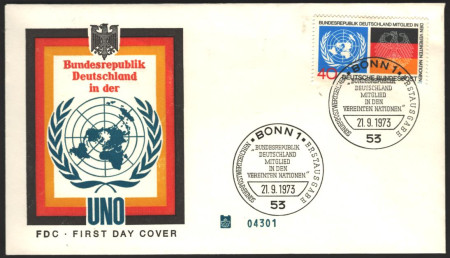 Bundesrepublik
Deutschland
in der
UNO
FDC · FIRST DAY COVER
BUNDESREPUBLIK DEUTSCHLAND MITGLIED IN
DEN VEREINTEN NATIONEN
40
DEUTSCHE BUNDESPOST
BONN 1 · ERSTAUSGABE
"BUNDESREPUBLIK
DEUTSCHLAND
MITGLIED
IN DEN
VEREINTEN NATIONEN"
21.9.1973
53
· BONN 1 · ERSTAUSGABE
"BUNDESREPUBLIK
DEUTSCHLAND
MITGLIED
IN DEN
VEREINTEN NATIONEN"
21.9.1973
53
04301